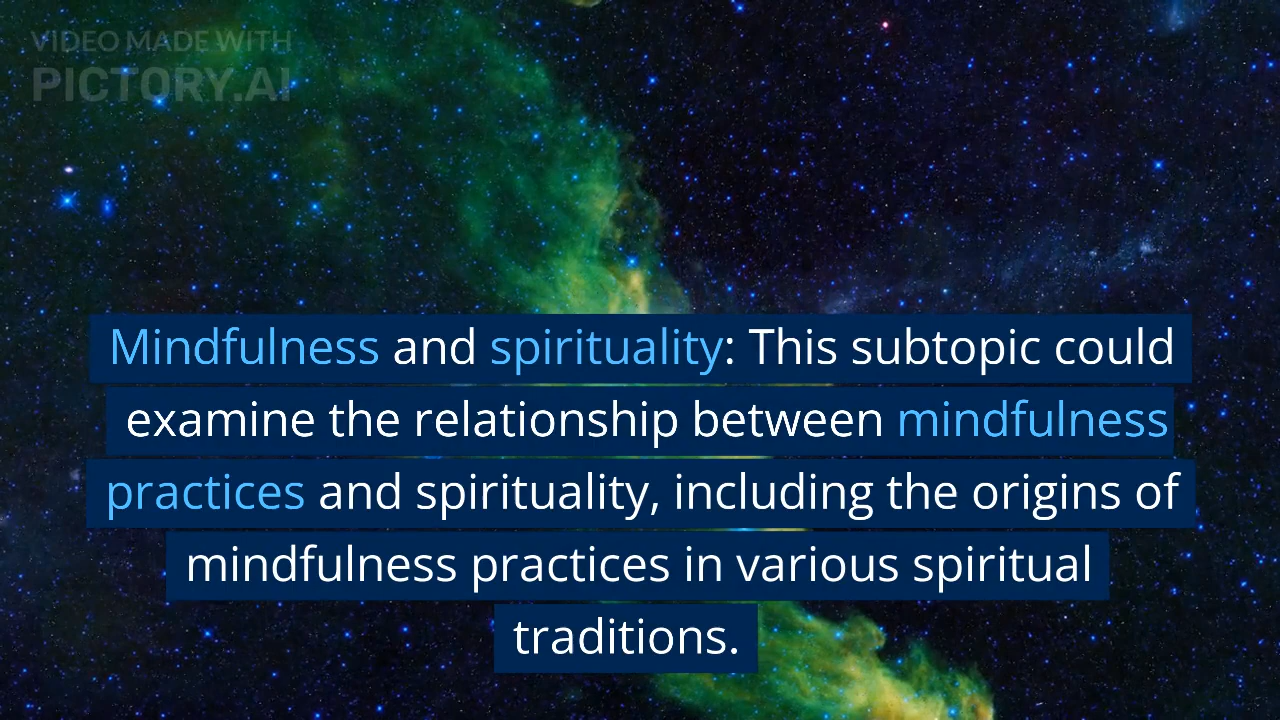 VIDEO MADE WITH
PICTORY.AI
Mindfulness and spirituality: This subtopic could
examine the relationship between mindfulness
practices and spirituality, including the origins of
mindfulness practices in various spiritual
traditions.